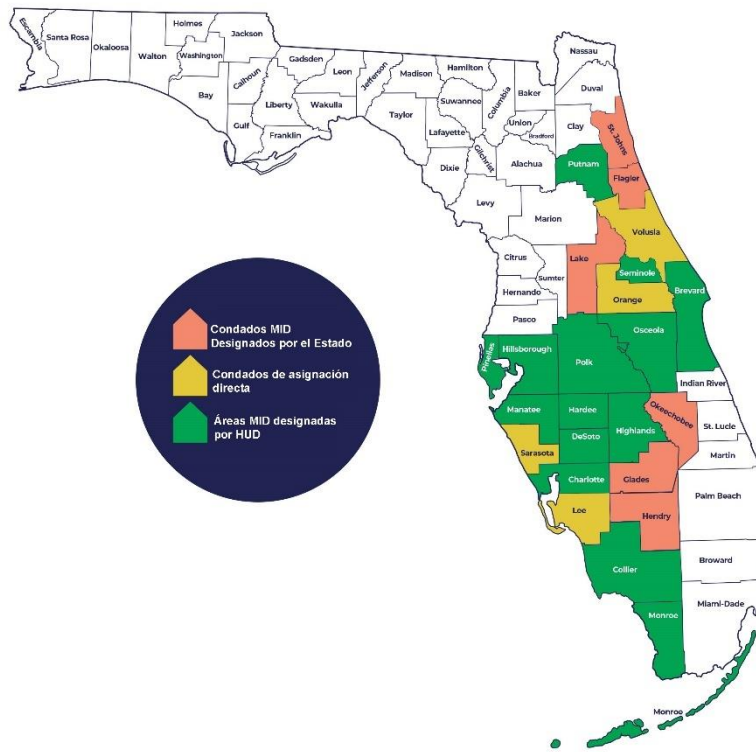 Escambia
Santa Rosa
Okaloosa
Walton
Holmes
Washington
Jackson
Bay
Calhoun
Gulf
Gadsden
Liberty
Franklin
Leon
Wakulla
Jefferson
Madison
Taylor
Hamilton
Suwannee
Lafayette
Dixie
Columbia
Gilchrist
Levy
Baker
Union
Bradford
Alachua
Nassau
Duval
Clay
St. Johns
Putnam
Flagler
Marion
Volusia
Citrus
Sumter
Lake
Seminole
Hernando
Orange
Brevard
Pasco
Osceola
Pinellas
Hillsborough
Polk
Indian River
Manatee
Hardee
Highlands
Okeechobee
St. Lucie
DeSoto
Sarasota
Martin
Charlotte
Glades
Lee
Hendry
Palm Beach
Collier
Broward
Monroe
Miami-Dade
Monroe
Condados MID
Designados por el Estado
Condados de asignación
directa
Áreas MID designadas
por HUD